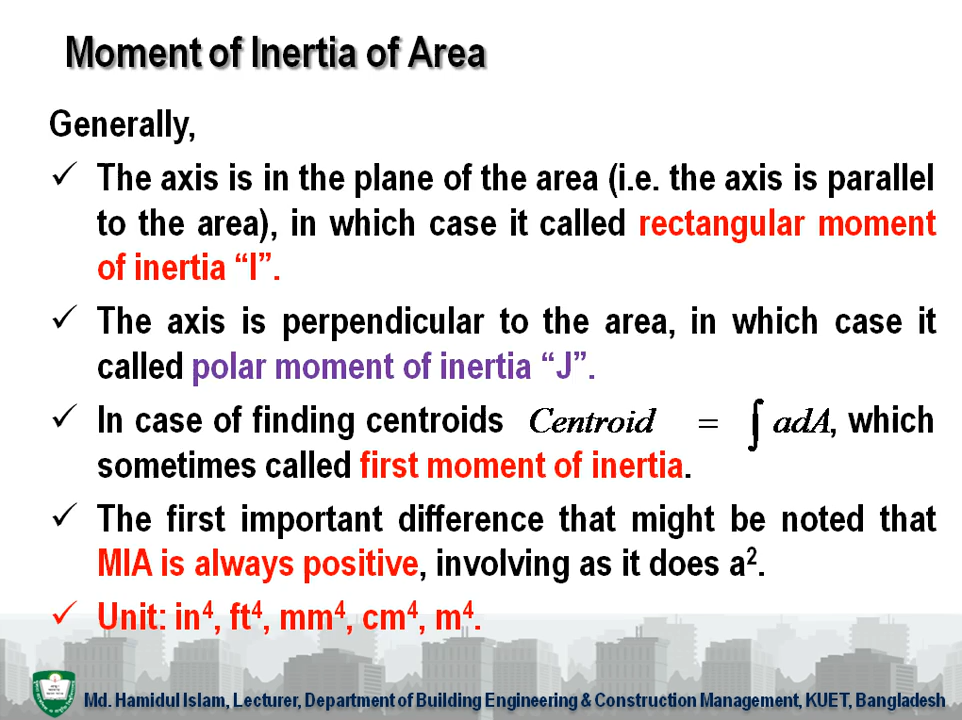 Moment of Inertia of Area
Generally,
✓ The axis is in the plane of the area (i.e. the axis is parallel
to the area), in which case it called rectangular moment
of inertia “I”.
✓ The axis is perpendicular to the area, in which case it
called polar moment of inertia “J”.
✓ In case of finding centroids Centroid = ∫ adA, which
sometimes called first moment of inertia.
✓ The first important difference that might be noted that
MIA is always positive, involving as it does a².
✓ Unit: in⁴, ft⁴, mm⁴, cm⁴, m⁴.
Md. Hamidul Islam, Lecturer, Department of Building Engineering & Construction Management, KUET, Bangladesh